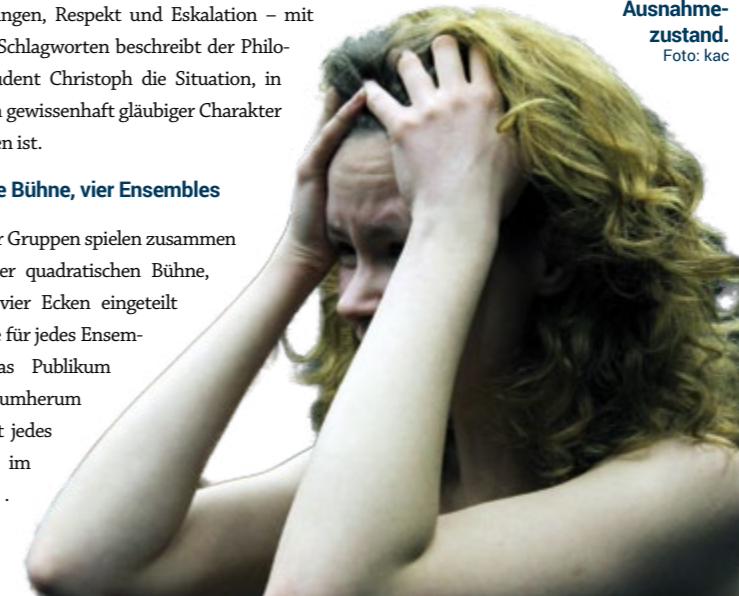 ngen, Respekt und Eskalation – mit
Schlagworten beschreibt der Philo-
udent Christoph die Situation, in
gewissenhaft gläubiger Charakter
en ist.
e Bühne, vier Ensembles
r Gruppen spielen zusammen
er quadratischen Bühne,
vier Ecken eingeteilt
für jedes Ensem-
as Publikum
umherum
t jedes
im
.
Ausnahme-
zustand.
Foto: kac